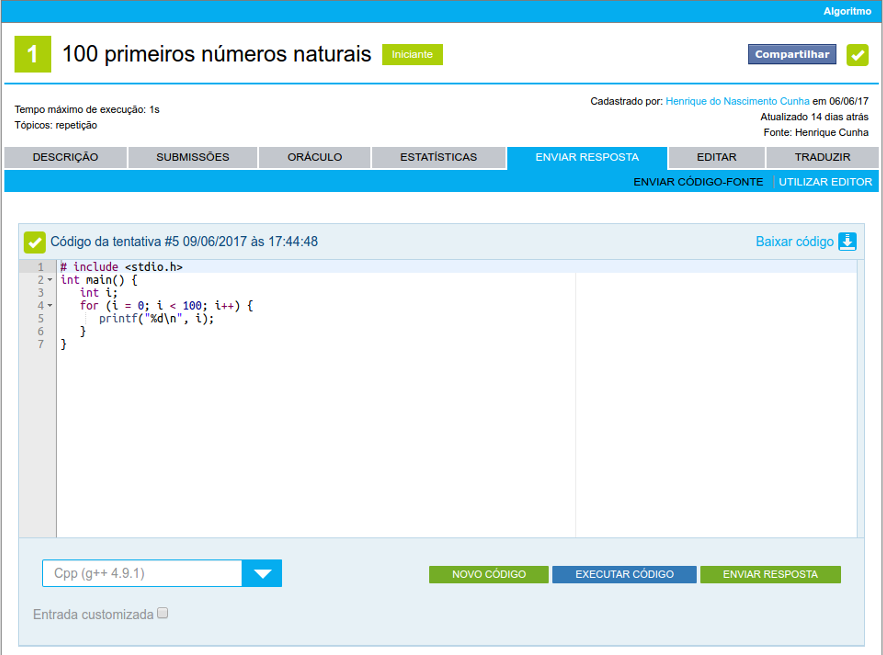 Algoritmo
1 100 primeiros números naturais Iniciante Compartilhar
Cadastrado por: Henrique do Nascimento Cunha em 06/06/17
Tempo máximo de execução: 1s
Atualizado 14 dias atrás
Tópicos: repetição
Fonte: Henrique Cunha
DESCRIÇÃO SUBMISSÕES ORÁCULO ESTATÍSTICAS ENVIAR RESPOSTA EDITAR TRADUZIR
ENVIAR CÓDIGO-FONTE UTILIZAR EDITOR
Código da tentativa #5 09/06/2017 às 17:44:48 Baixar código
1 # include <stdio.h>
2 int main() {
3 int i;
4 for (i = 0; i < 100; i++) {
5 printf("%d\n", i);
6 }
7 }
Cpp (g++ 4.9.1) NOVO CÓDIGO EXECUTAR CÓDIGO ENVIAR RESPOSTA
Entrada customizada